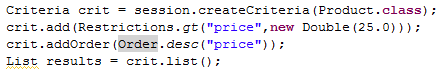 Criteria crit = session.createCriteria(Product.class);
crit.add(Restrictions.gt("price",new Double(25.0)));
crit.addOrder(Order.desc("price"));
List results = crit.list();